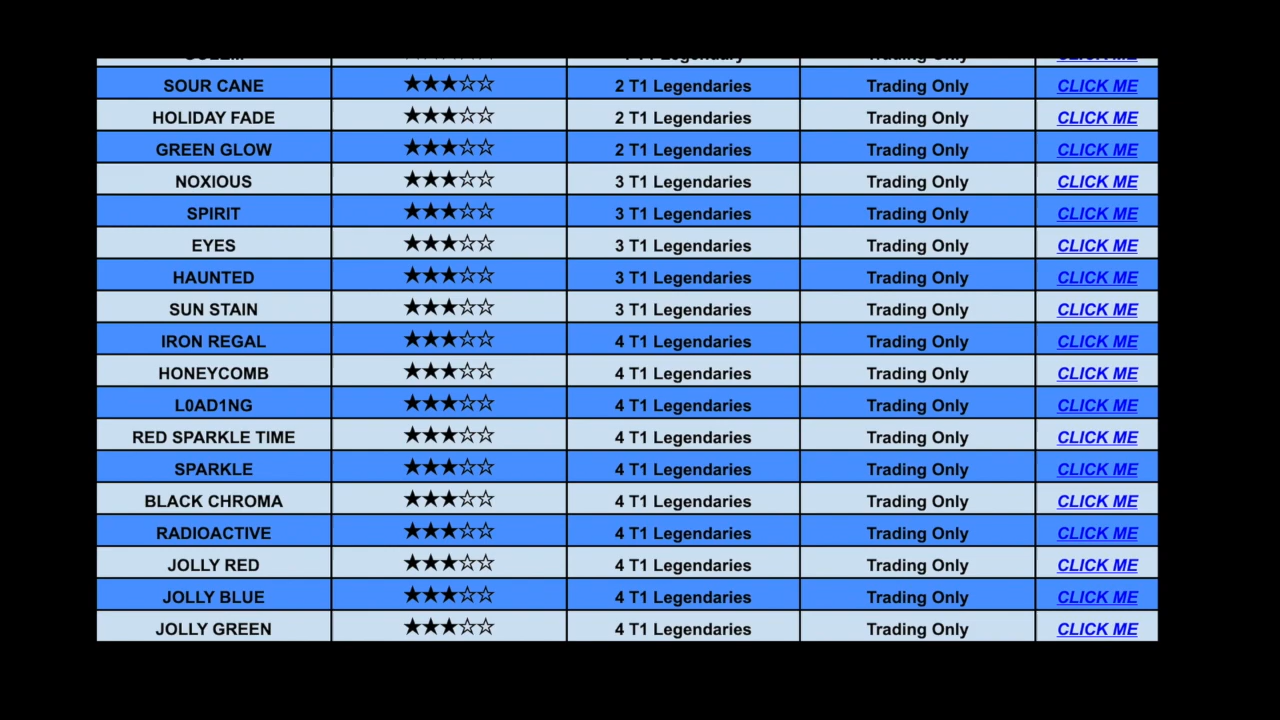 SOUR CANE ★★★☆☆ 2 T1 Legendaries Trading Only CLICK ME
HOLIDAY FADE ★★★☆☆ 2 T1 Legendaries Trading Only CLICK ME
GREEN GLOW ★★★☆☆ 2 T1 Legendaries Trading Only CLICK ME
NOXIOUS ★★★☆☆ 3 T1 Legendaries Trading Only CLICK ME
SPIRIT ★★★☆☆ 3 T1 Legendaries Trading Only CLICK ME
EYES ★★★☆☆ 3 T1 Legendaries Trading Only CLICK ME
HAUNTED ★★★☆☆ 3 T1 Legendaries Trading Only CLICK ME
SUN STAIN ★★★☆☆ 3 T1 Legendaries Trading Only CLICK ME
IRON REGAL ★★★☆☆ 4 T1 Legendaries Trading Only CLICK ME
HONEYCOMB ★★★☆☆ 4 T1 Legendaries Trading Only CLICK ME
L0AD1NG ★★★☆☆ 4 T1 Legendaries Trading Only CLICK ME
RED SPARKLE TIME ★★★☆☆ 4 T1 Legendaries Trading Only CLICK ME
SPARKLE ★★★☆☆ 4 T1 Legendaries Trading Only CLICK ME
BLACK CHROMA ★★★☆☆ 4 T1 Legendaries Trading Only CLICK ME
RADIOACTIVE ★★★☆☆ 4 T1 Legendaries Trading Only CLICK ME
JOLLY RED ★★★☆☆ 4 T1 Legendaries Trading Only CLICK ME
JOLLY BLUE ★★★☆☆ 4 T1 Legendaries Trading Only CLICK ME
JOLLY GREEN ★★★☆☆ 4 T1 Legendaries Trading Only CLICK ME